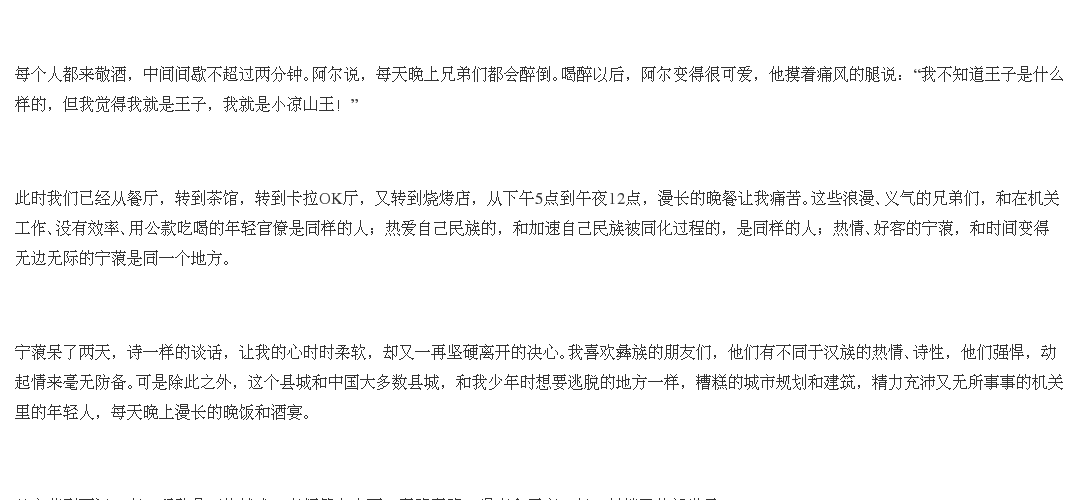 每个人都来敬酒，中间间歇不超过两分钟。阿尔说，每天晚上兄弟们都会醉倒。喝醉以后，阿尔变得很可爱，他摸着痛风的腿说：“我不知道王子是什么
样的，但我觉得我就是王子，我就是小凉山王！”
此时我们已经从餐厅，转到茶馆，转到卡拉OK厅，又转到烧烤店，从下午5点到午夜12点，漫长的晚餐让我痛苦。这些浪漫、义气的兄弟们，和在机关
工作、没有效率、用公款吃喝的年轻官僚是同样的人；热爱自己民族的，和加速自己民族被同化过程的，是同样的人；热情、好客的宁蒗，和时间变得
无边无际的宁蒗是同一个地方。
宁蒗呆了两天，诗一样的谈话，让我的心时时柔软，却又一再坚硬离开的决心。我喜欢彝族的朋友们，他们有不同于汉族的热情、诗性，他们强悍，动
起情来毫无防备。可是除此之外，这个县城和中国大多数县城，和我少年时想要逃脱的地方一样，糟糕的城市规划和建筑，精力充沛又无所事事的机关
里的年轻人，每天晚上漫长的晚饭和酒宴。